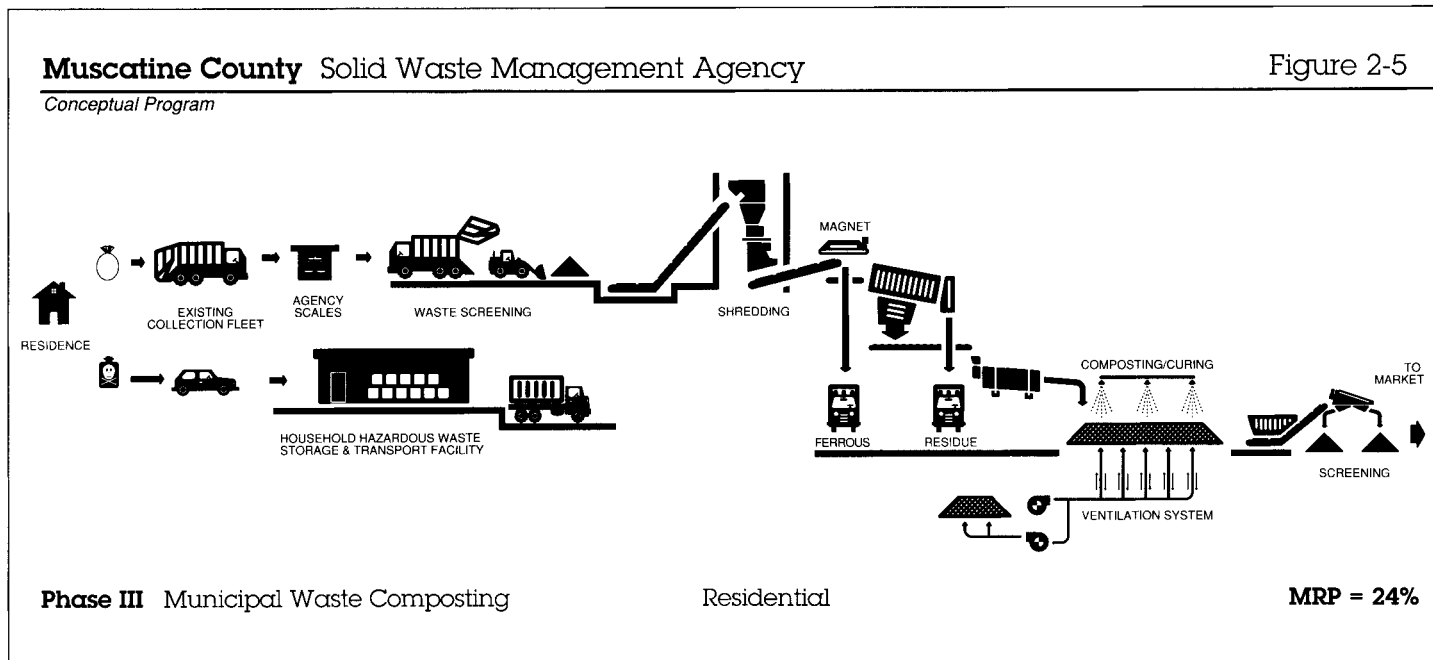 Muscatine County Solid Waste Management Agency
Figure 2-5
Conceptual Program
RESIDENCE
EXISTING
COLLECTION FLEET
AGENCY
SCALES
WASTE SCREENING
SHREDDING
MAGNET
FERROUS
RESIDUE
COMPOSTING/CURING
VENTILATION SYSTEM
TO
MARKET
SCREENING
HOUSEHOLD HAZARDOUS WASTE
STORAGE & TRANSPORT FACILITY
Phase III Municipal Waste Composting
Residential
MRP = 24%